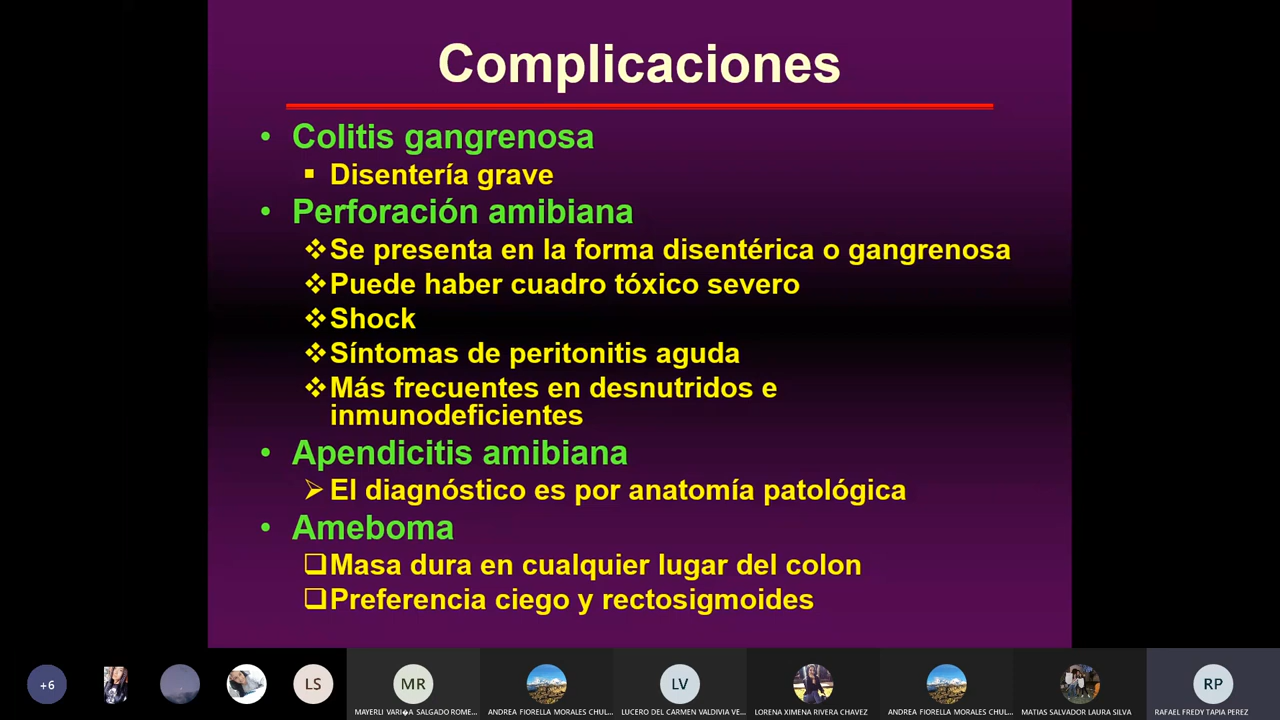 Complicaciones
• Colitis gangrenosa
▪ Disentería grave
• Perforación amibiana
❖Se presenta en la forma disentérica o gangrenosa
❖Puede haber cuadro tóxico severo
❖Shock
❖Síntomas de peritonitis aguda
❖Más frecuentes en desnutridos e
inmunodeficientes
• Apendicitis amibiana
➢El diagnóstico es por anatomía patológica
• Ameboma
❑Masa dura en cualquier lugar del colon
❑Preferencia ciego y rectosigmoides
+6
LS
MR
LV
RP
MAYERLI VARI�A SALGADO ROME...
ANDREA FIORELLA MORALES CHUL...
LUCERO DEL CARMEN VALDIVIA VE...
LORENA XIMENA RIVERA CHAVEZ
ANDREA FIORELLA MORALES CHUL...
MATIAS SALVADOR LAURA SILVA
RAFAEL FREDY TAPIA PEREZ